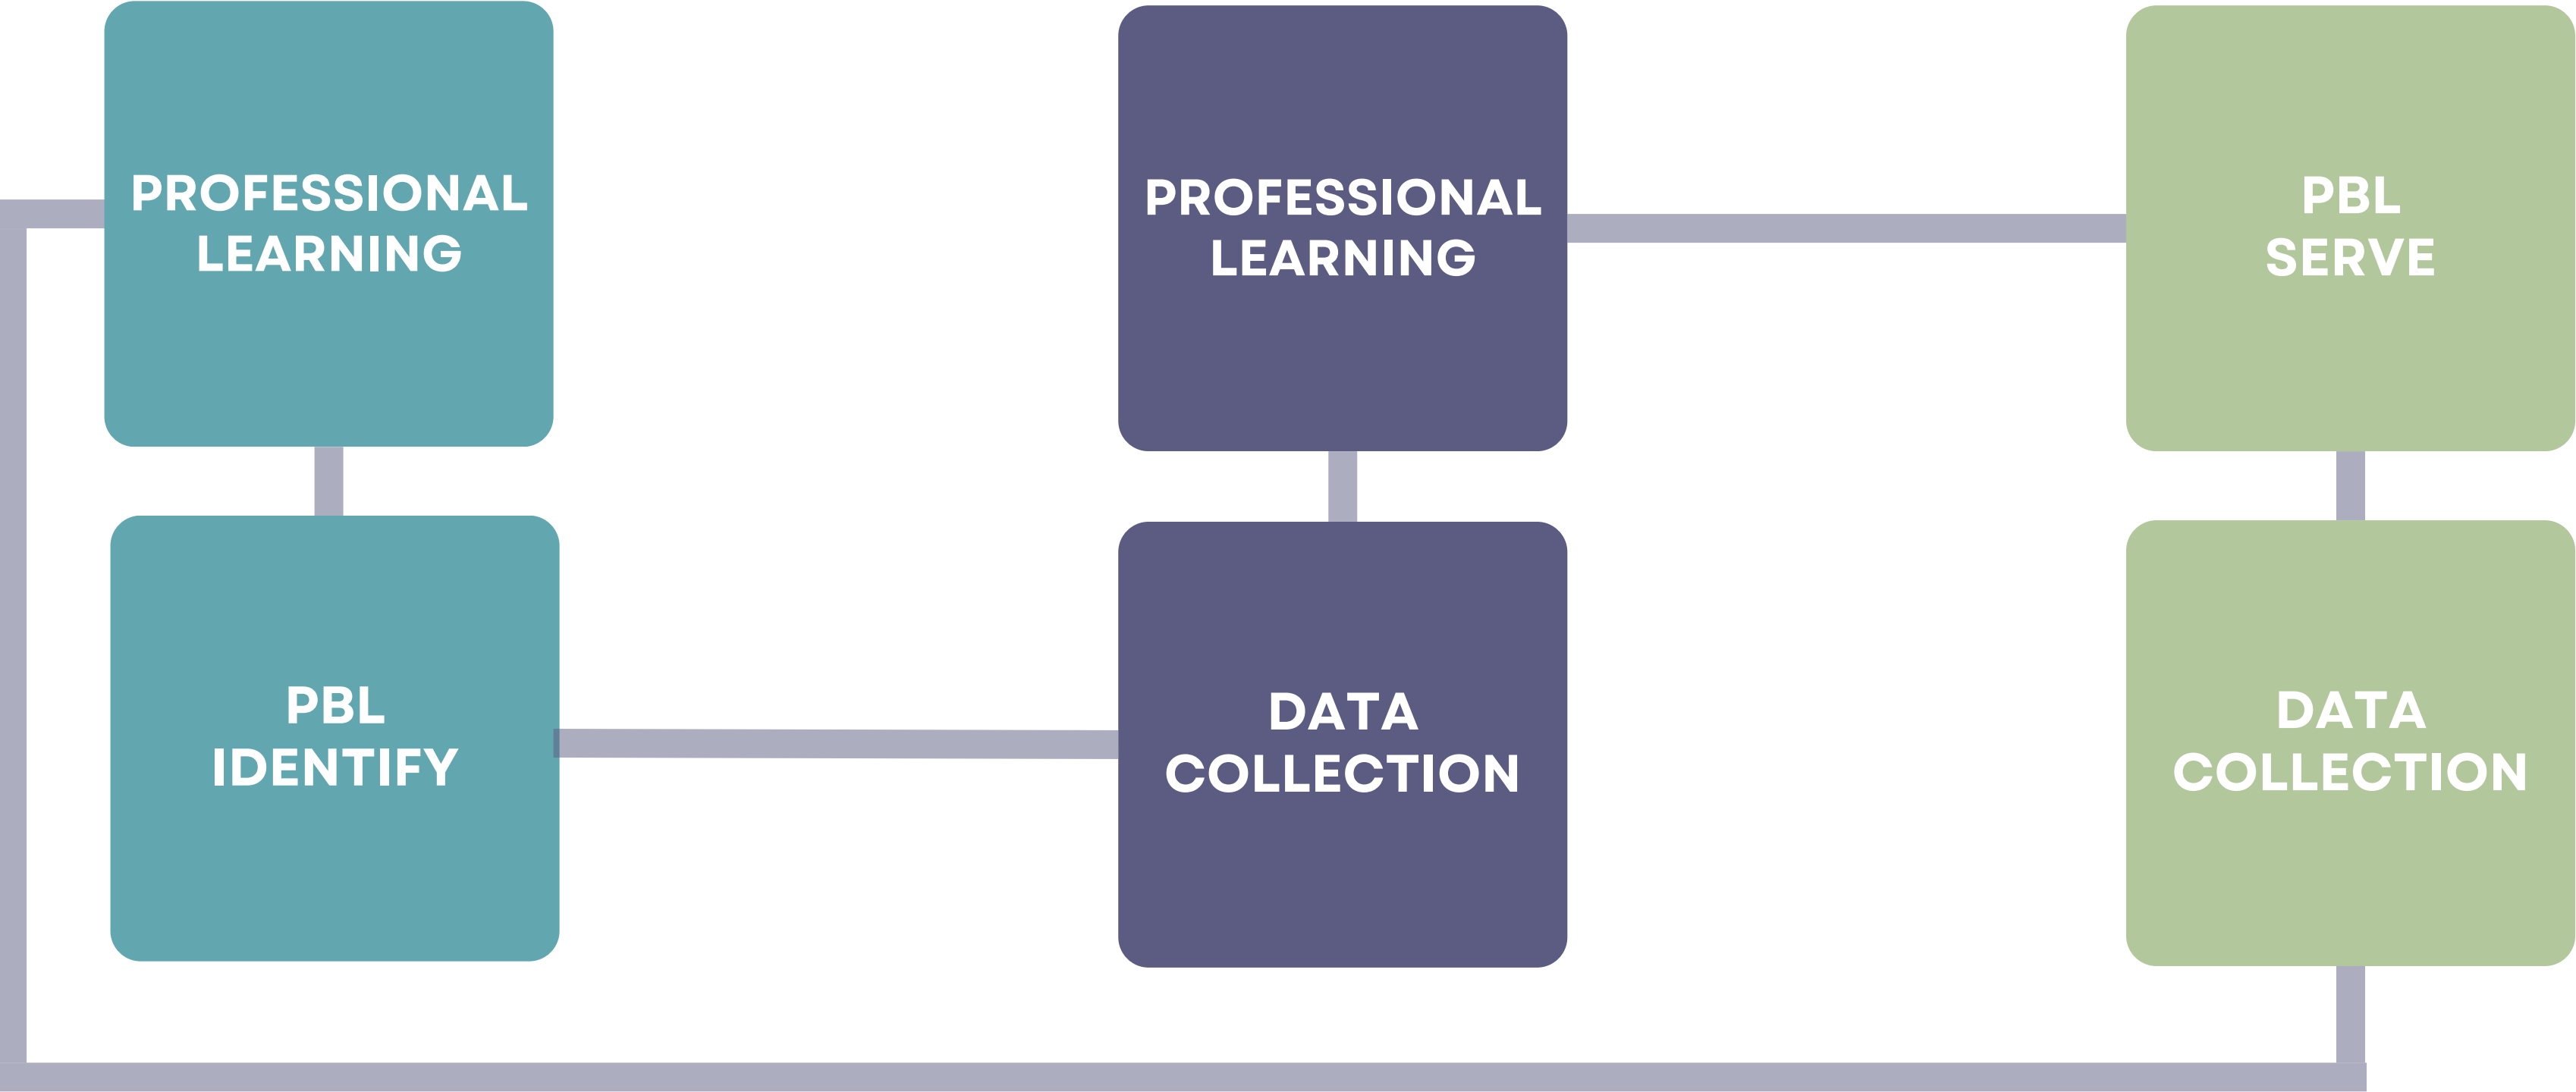 PROFESSIONAL
LEARNING
PROFESSIONAL
LEARNING
PBL
SERVE
PBL
IDENTIFY
DATA
COLLECTION
DATA
COLLECTION